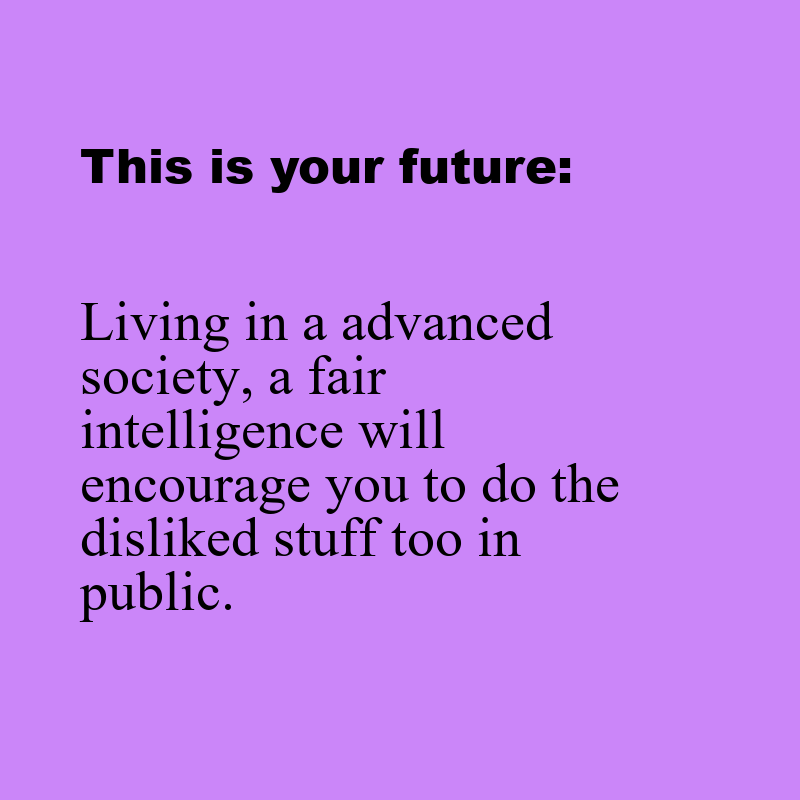 This is your future:
Living in a advanced
society, a fair
intelligence will
encourage you to do the
disliked stuff too in
public.